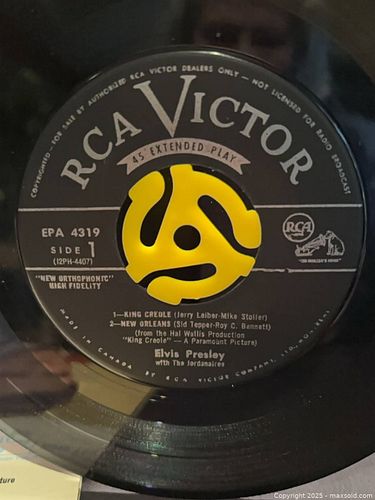 COPYRIGHTED — FOR SALE BY AUTHORIZED RCA VICTOR DEALERS ONLY — NOT LICENSED FOR RADIO BROADCAST
RCA VICTOR
45 EXTENDED PLAY
EPA 4319
SIDE 1
(12PH-4407)
RCA
"HIS MASTER'S VOICE"
"NEW ORTHOPHONIC"
HIGH FIDELITY
1—KING CREOLE (Jerry Leiber-Mike Stoller)
2—NEW ORLEANS (Sid Tepper-Roy C. Bennett)
(from the Hal Wallis Production
"King Creole" — A Paramount Picture)
Elvis Presley
with The Jordanaires
MADE IN CANADA BY RCA VICTOR COMPANY, LTD.
ture
Copyright 2025 - maxsold.com